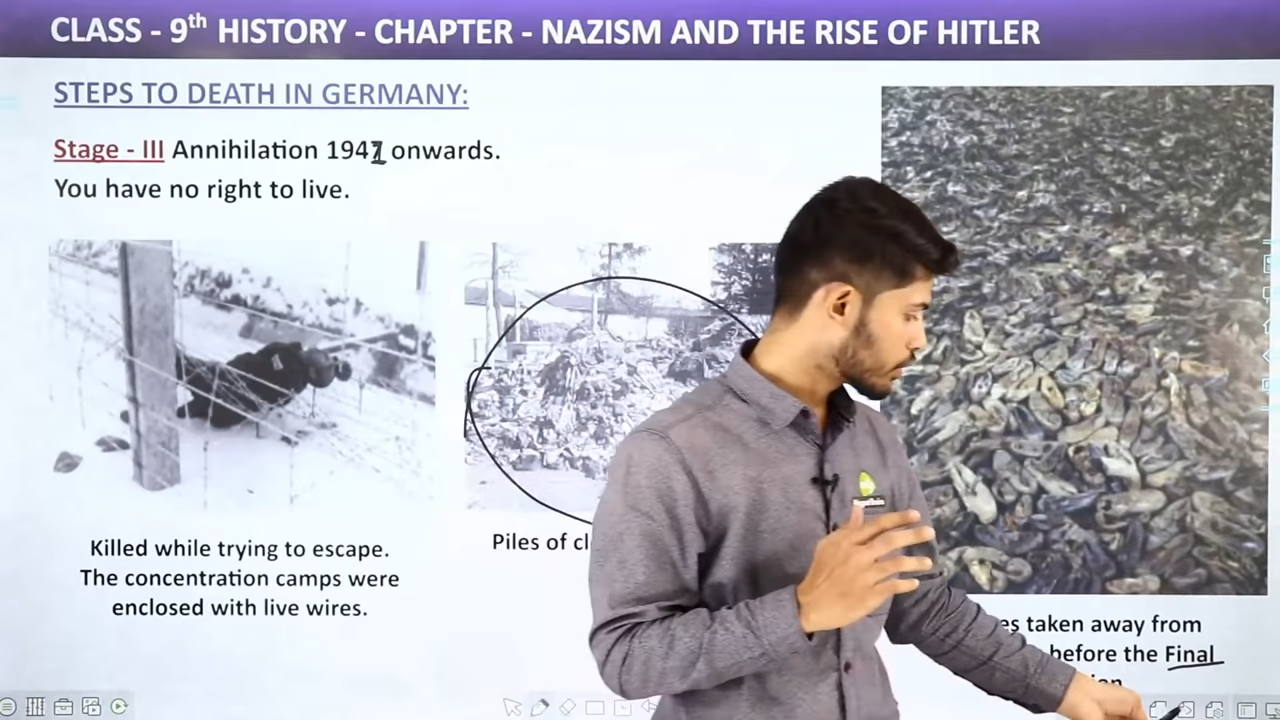 CLASS - 9th HISTORY - CHAPTER - NAZISM AND THE RISE OF HITLER
STEPS TO DEATH IN GERMANY:
Stage - III Annihilation 1941 onwards.
You have no right to live.
Killed while trying to escape.
The concentration camps were
enclosed with live wires.
Piles of
taken away from
before the Final